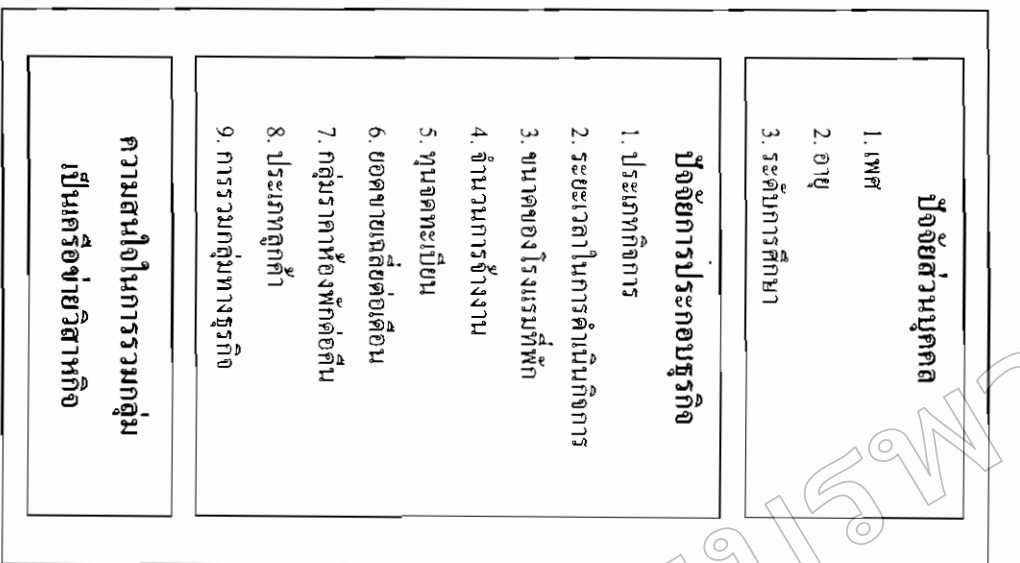 ปัจจัยส่วนบุคคล
1. เพศ
2. อายุ
3. ระดับการศึกษา
ปัจจัยการประกอบธุรกิจ
1. ประเภทกิจการ
2. ระยะเวลาในการดำเนินกิจการ
3. ขนาดของโรงแรมที่พัก
4. จำนวนการจ้างงาน
5. ทุนจดทะเบียน
6. ยอดขายเฉลี่ยต่อเดือน
7. กลุ่มราคาห้องพักต่อคืน
8. ประเภทลูกค้า
9. การรวมกลุ่มทางธุรกิจ
ความสนใจในการรวมกลุ่ม
เป็นเครือข่ายวิสาหกิจ